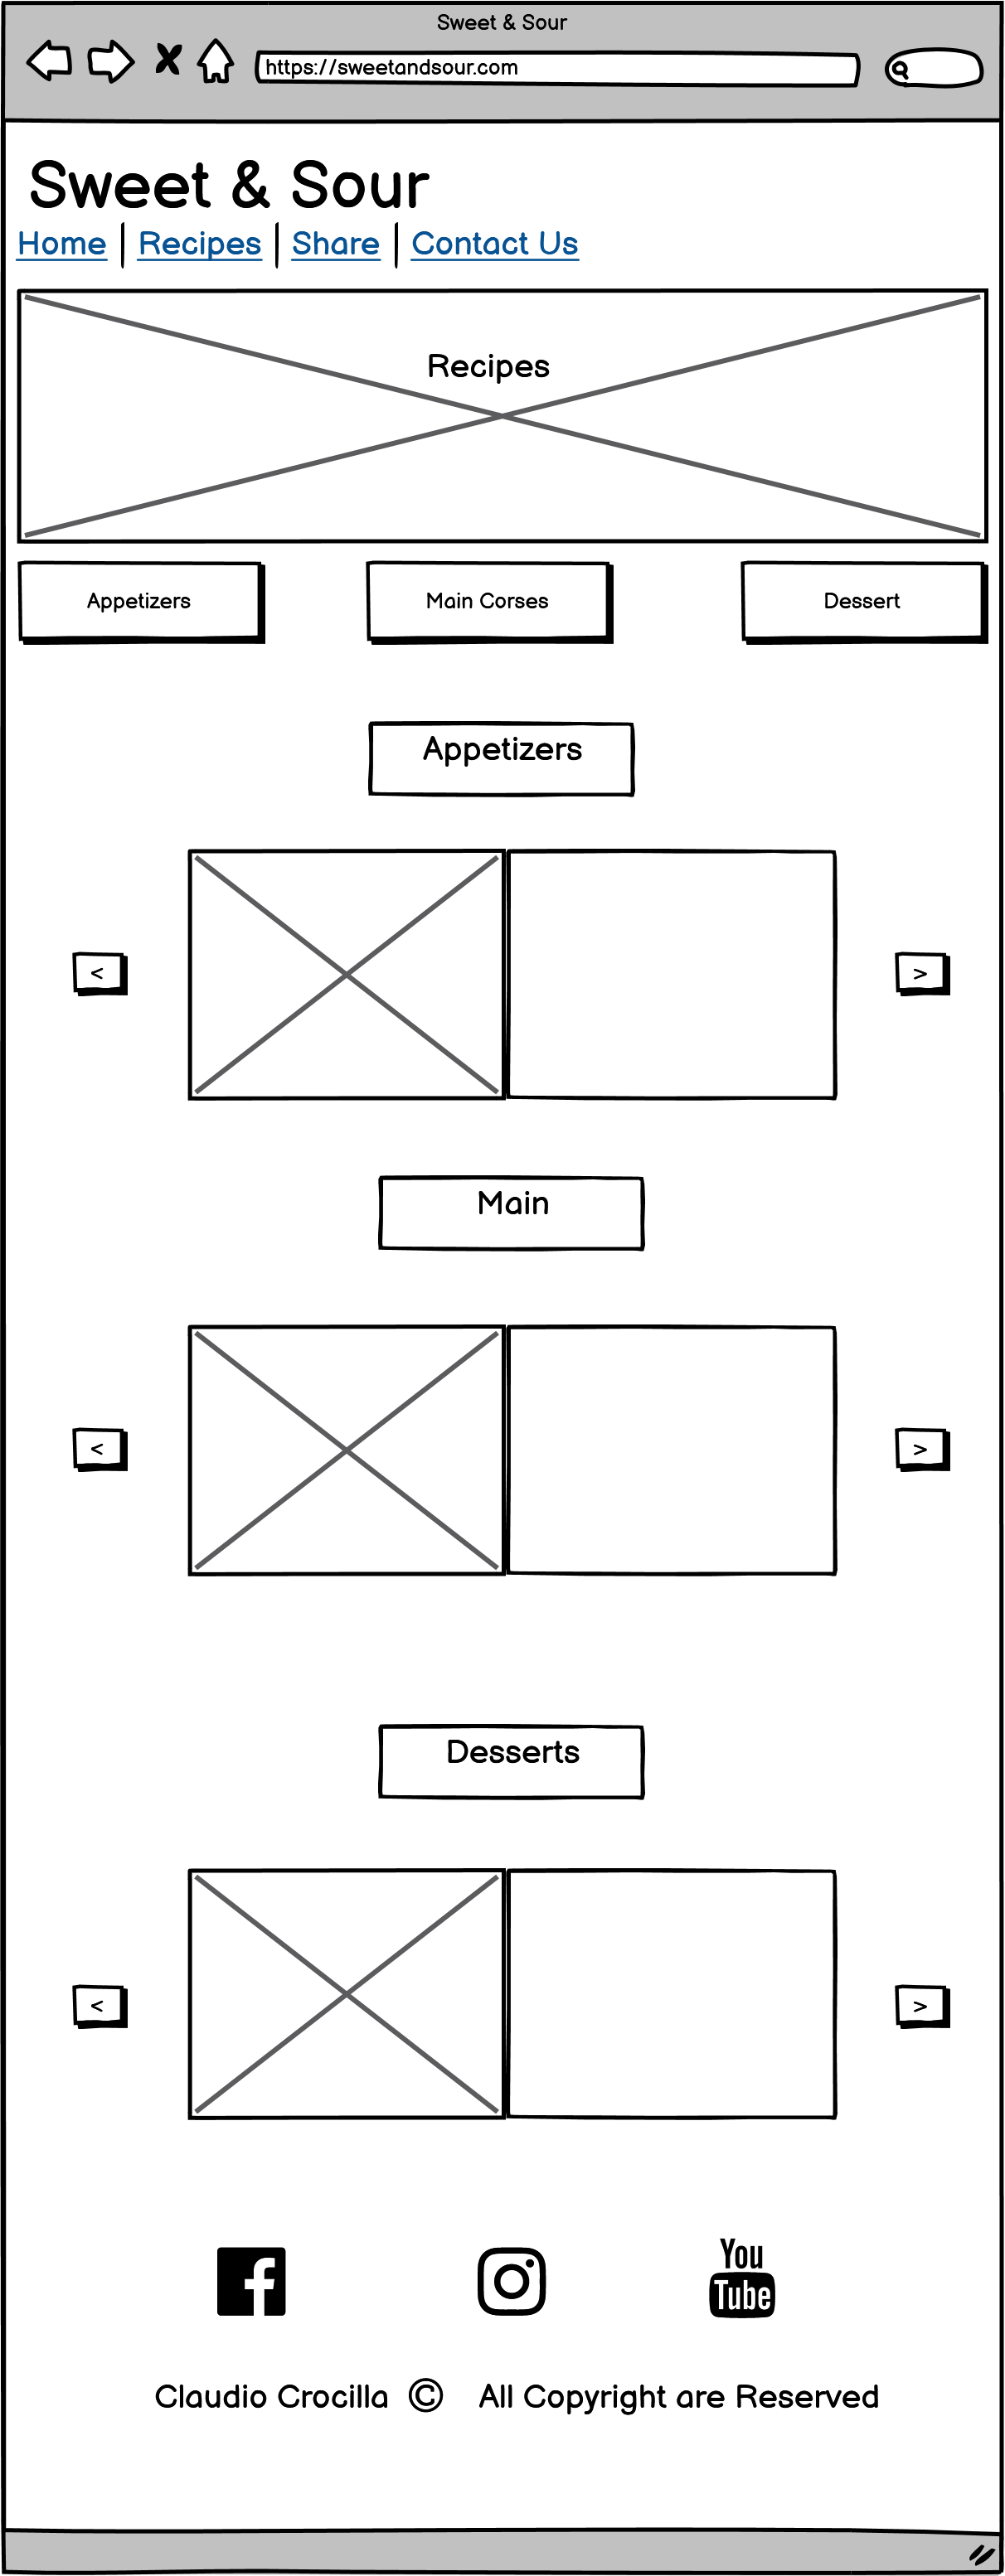 Sweet & Sour
https://sweetandsour.com
Sweet & Sour
Home | Recipes | Share | Contact Us
Recipes
Appetizers
Main Corses
Dessert
Appetizers
<
>
Main
<
>
Desserts
<
>
f
You
Tube
Claudio Crocilla © All Copyright are Reserved